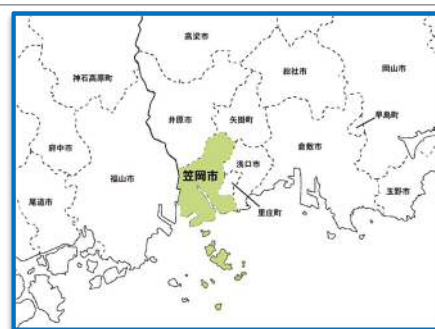 高梁市
神石高原町
総社市
岡山市
井原市
矢掛町
早島町
府中市
倉敷市
浅口市
笠岡市
福山市
尾道市
玉野市
里庄町